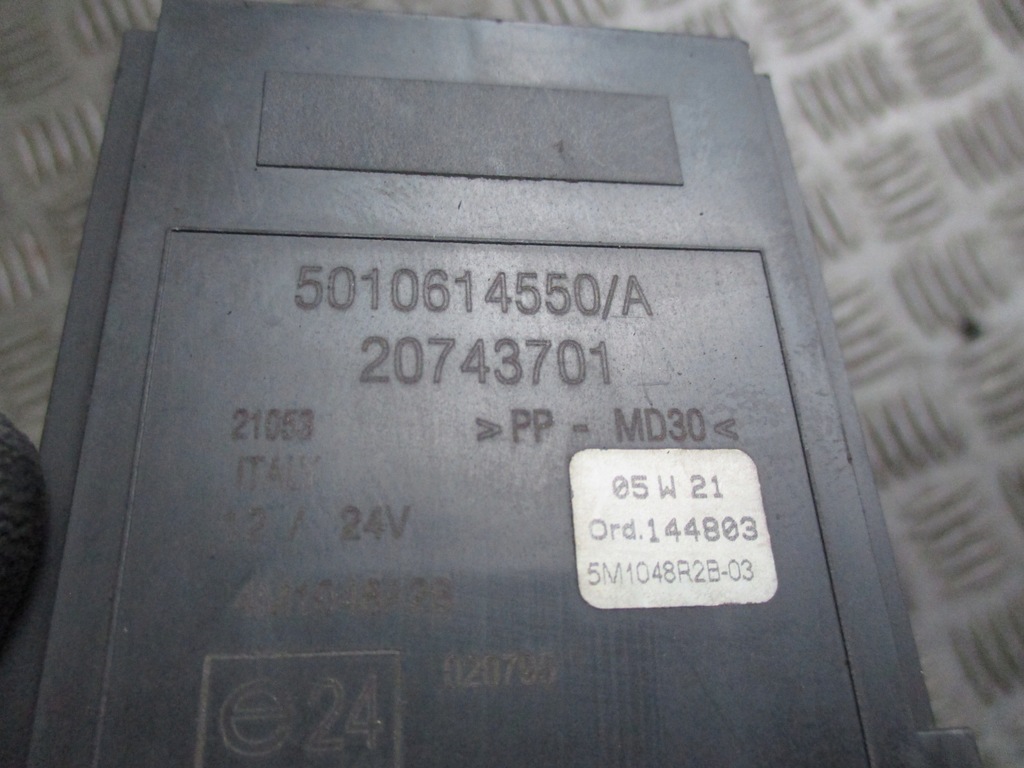 5010614550/A
20743701
21053 >PP - MD30<
ITALY
12 / 24V
05 W 21
Ord.144803
5M1048R2B-03
e24